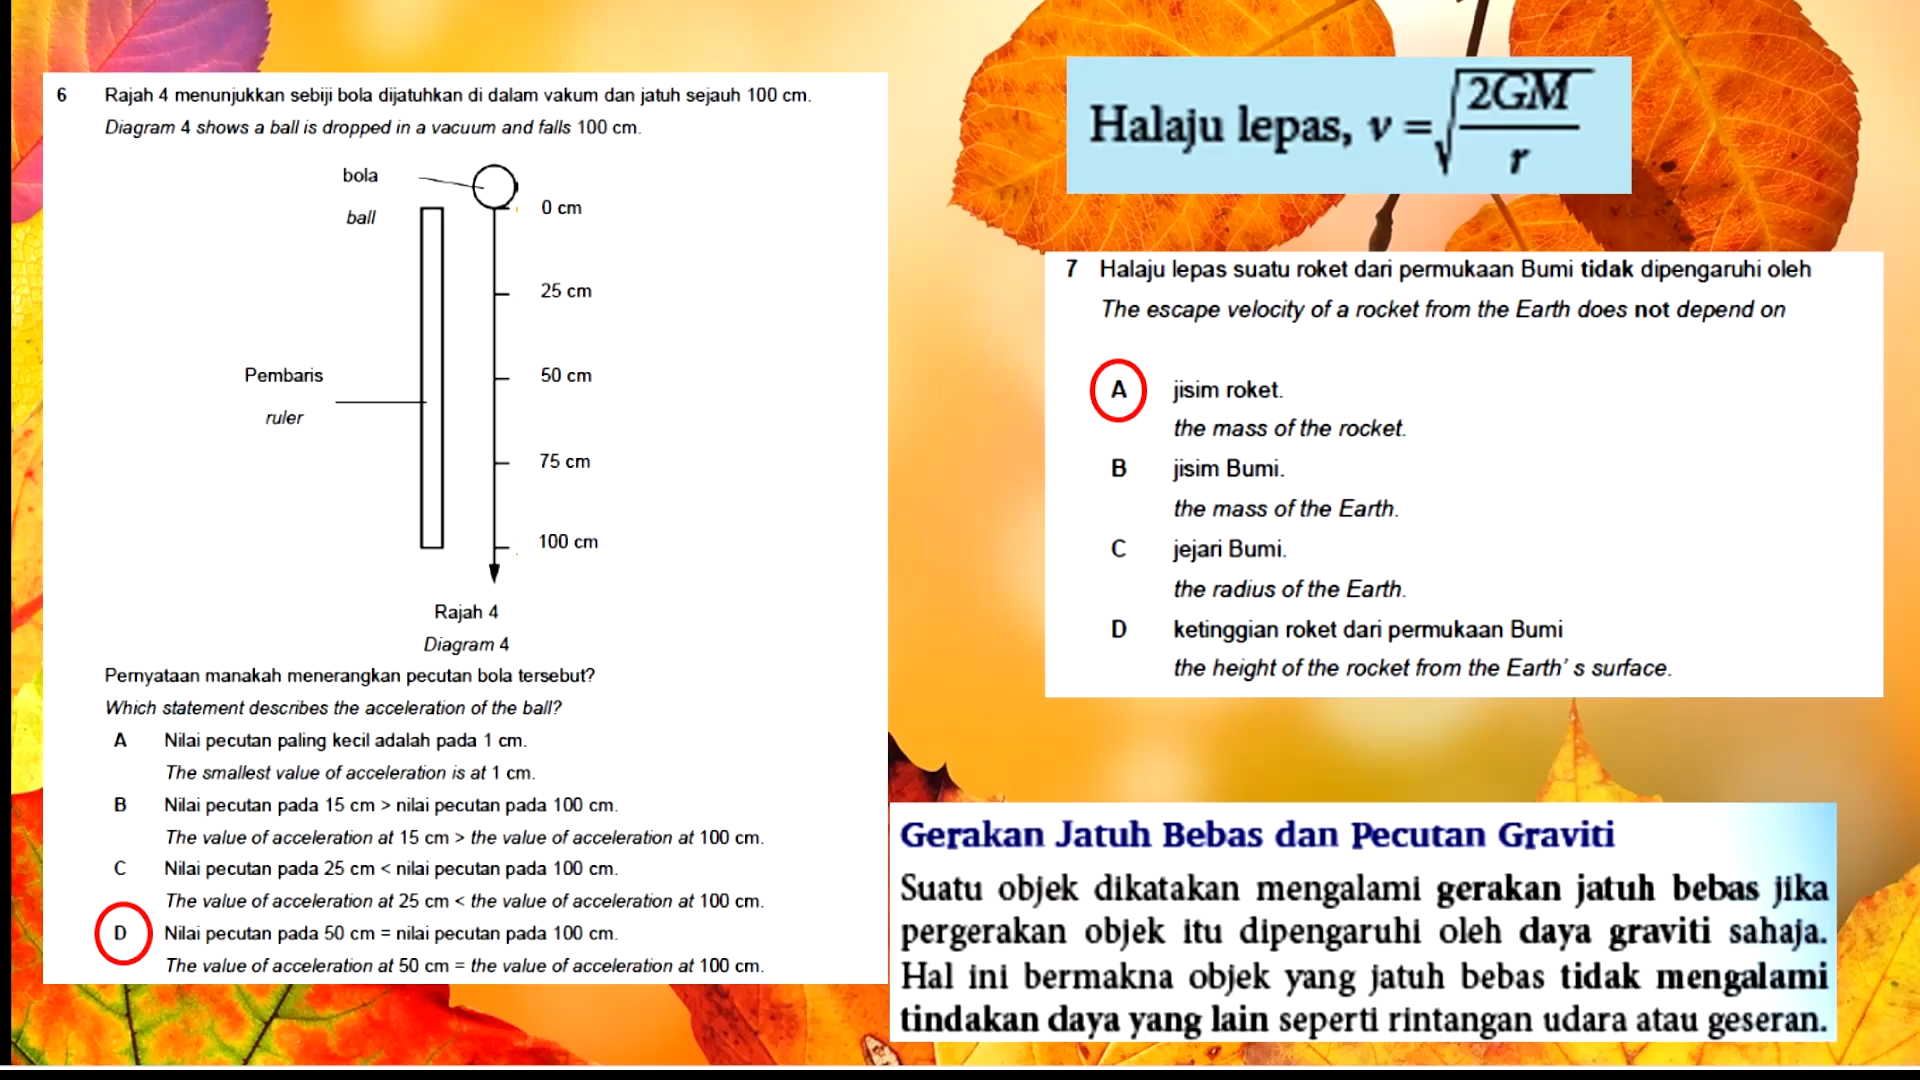 6 Rajah 4 menunjukkan sebiji bola dijatuhkan di dalam vakum dan jatuh sejauh 100 cm.
Diagram 4 shows a ball is dropped in a vacuum and falls 100 cm.
bola
ball
0 cm
25 cm
50 cm
Pembaris
ruler
75 cm
100 cm
Rajah 4
Diagram 4
Pernyataan manakah menerangkan pecutan bola tersebut?
Which statement describes the acceleration of the ball?
A Nilai pecutan paling kecil adalah pada 1 cm.
The smallest value of acceleration is at 1 cm.
B Nilai pecutan pada 15 cm > nilai pecutan pada 100 cm.
The value of acceleration at 15 cm > the value of acceleration at 100 cm.
C Nilai pecutan pada 25 cm < nilai pecutan pada 100 cm.
The value of acceleration at 25 cm < the value of acceleration at 100 cm.
D Nilai pecutan pada 50 cm = nilai pecutan pada 100 cm.
The value of acceleration at 50 cm = the value of acceleration at 100 cm.
Halaju lepas, v = √(2GM/r)
7 Halaju lepas suatu roket dari permukaan Bumi tidak dipengaruhi oleh
The escape velocity of a rocket from the Earth does not depend on
A jisim roket.
the mass of the rocket.
B jisim Bumi.
the mass of the Earth.
C jejari Bumi.
the radius of the Earth.
D ketinggian roket dari permukaan Bumi
the height of the rocket from the Earth' s surface.
Gerakan Jatuh Bebas dan Pecutan Graviti
Suatu objek dikatakan mengalami gerakan jatuh bebas jika
pergerakan objek itu dipengaruhi oleh daya graviti sahaja.
Hal ini bermakna objek yang jatuh bebas tidak mengalami
tindakan daya yang lain seperti rintangan udara atau geseran.